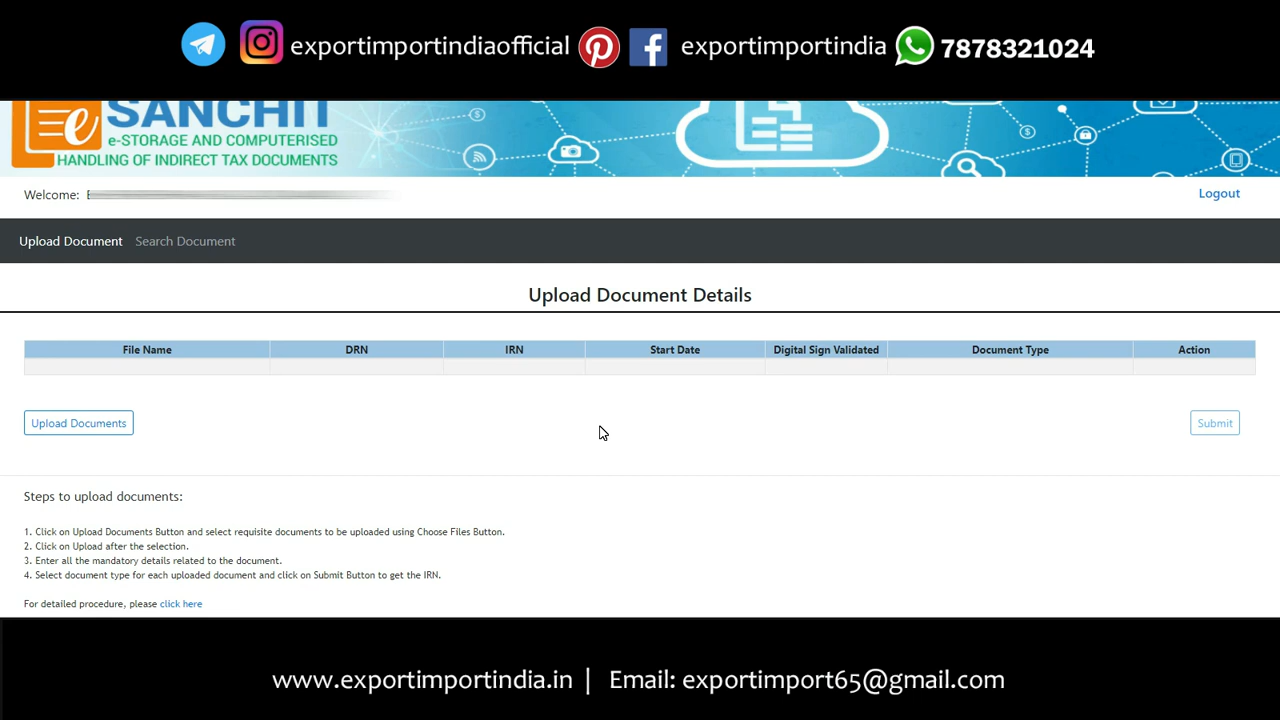 exportimportindiaofficial exportimportindia 7878321024
SANCHIT
e-STORAGE AND COMPUTERISED
HANDLING OF INDIRECT TAX DOCUMENTS
Welcome:
Logout
Upload Document Search Document
Upload Document Details
File Name DRN IRN Start Date Digital Sign Validated Document Type Action
Upload Documents Submit
Steps to upload documents:
1. Click on Upload Documents Button and select requisite documents to be uploaded using Choose Files Button.
2. Click on Upload after the selection.
3. Enter all the mandatory details related to the document.
4. Select document type for each uploaded document and click on Submit Button to get the IRN.
For detailed procedure, please click here
www.exportimportindia.in | Email: exportimport65@gmail.com